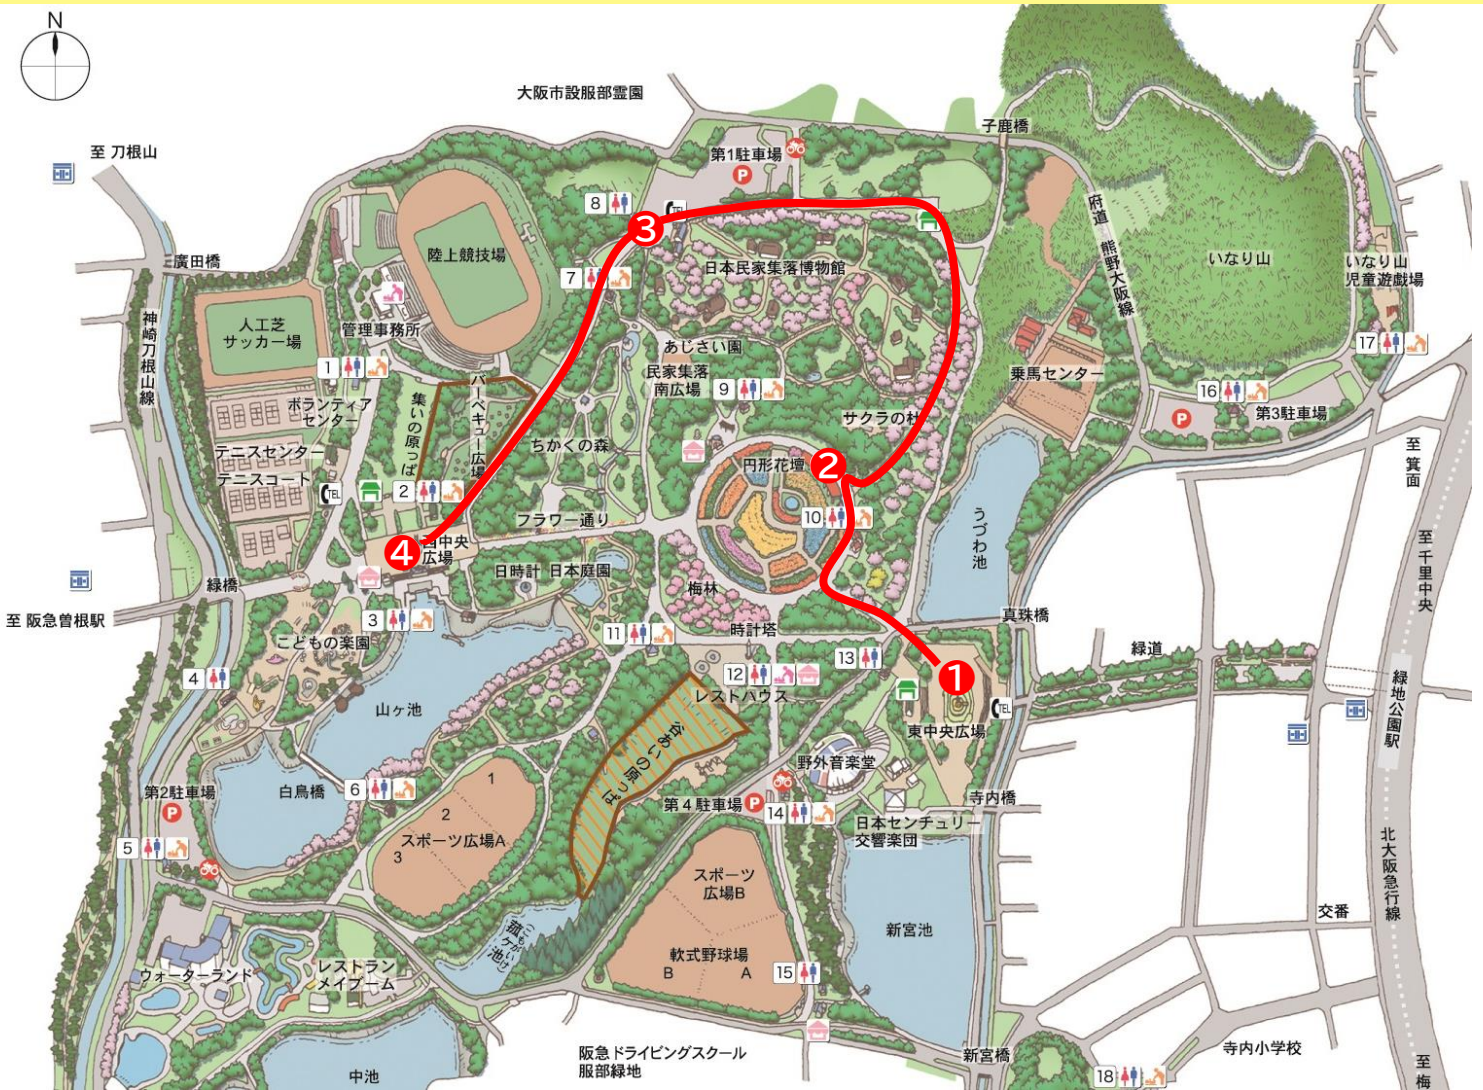 N
大阪市設服部霊園
子鹿橋
至 刀根山
第1駐車場
P
8
TEL
3
府道 熊野大阪線
陸上競技場
廣田橋
日本民家集落博物館
いなり山
いなり山
児童遊戯場
7
神崎刀根山線
人工芝
サッカー場
管理事務所
あじさい園
17
1
民家集落
南広場
9
乗馬センター
16
第3駐車場
P
バーベキュー広場
集いの原っぱ
ボランティア
センター
サクラの杜
ちかくの森
至 箕面
テニスセンター
テニスコート
円形花壇
2
TEL
2
10
フラワー通り
うづわ池
至 千里中央
4
西中央
広場
日時計
日本庭園
緑橋
梅林
至 阪急曽根駅
3
こどもの楽園
11
時計塔
真珠橋
緑道
13
12
レストハウス
1
4
緑地公園駅
山ケ池
TEL
東中央広場
谷あいの原っぱ
野外音楽堂
第2駐車場
P
白鳥橋
6
1
2
3
スポーツ広場A
第4駐車場
P
14
寺内橋
日本センチュリー
交響楽団
5
北大阪急行線
スポーツ
広場B
交番
新宮池
軟式野球場
B
A
15
ウォーターランド
レストラン
メイプーム
中池
阪急ドライビングスクール
服部緑地
新宮橋
寺内小学校
18
至 梅